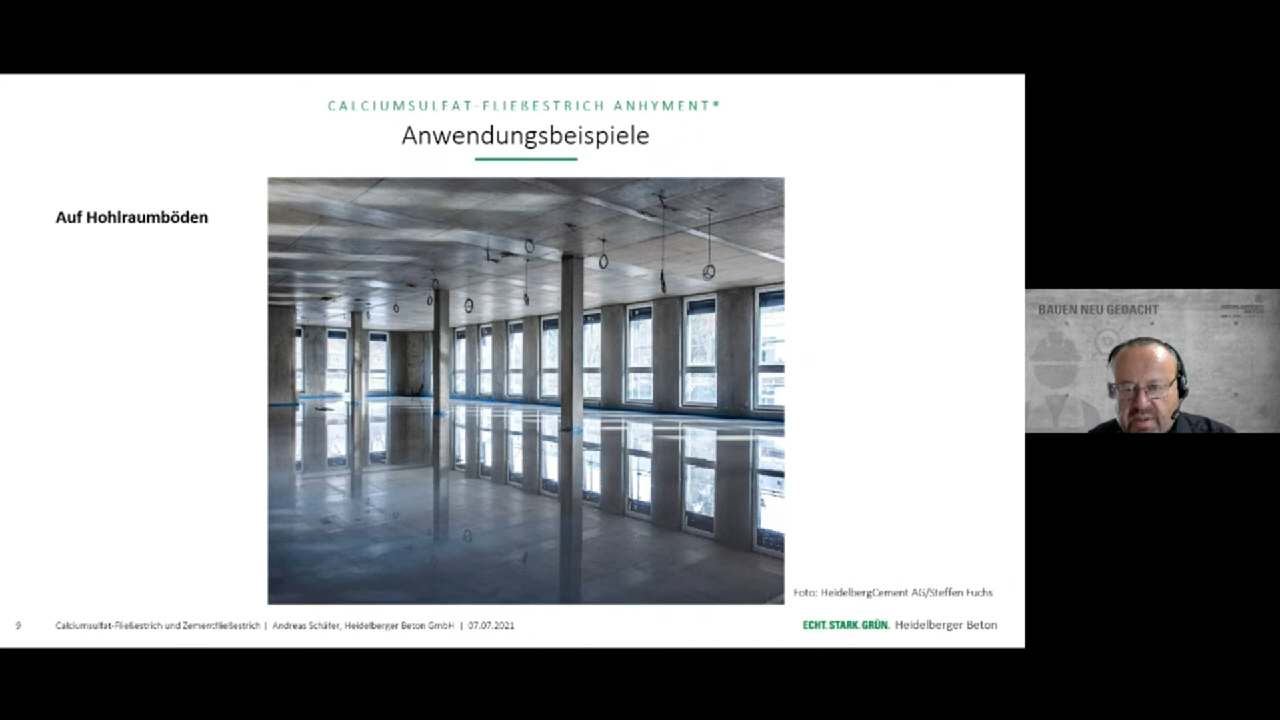 CALCIUMSULFAT-FLIEẞESTRICH ANHYMENT®
Anwendungsbeispiele
Auf Hohlraumböden
BAUEN NEU GEDACHT
Foto: HeidelbergCement AG/Steffen Fuchs
9 Calciumsulfat-Fließestrich und Zementfließestrich | Andreas Schäfer, Heidelberger Beton GmbH | 07.07.2021
ECHT. STARK. GRÜN. Heidelberger Beton